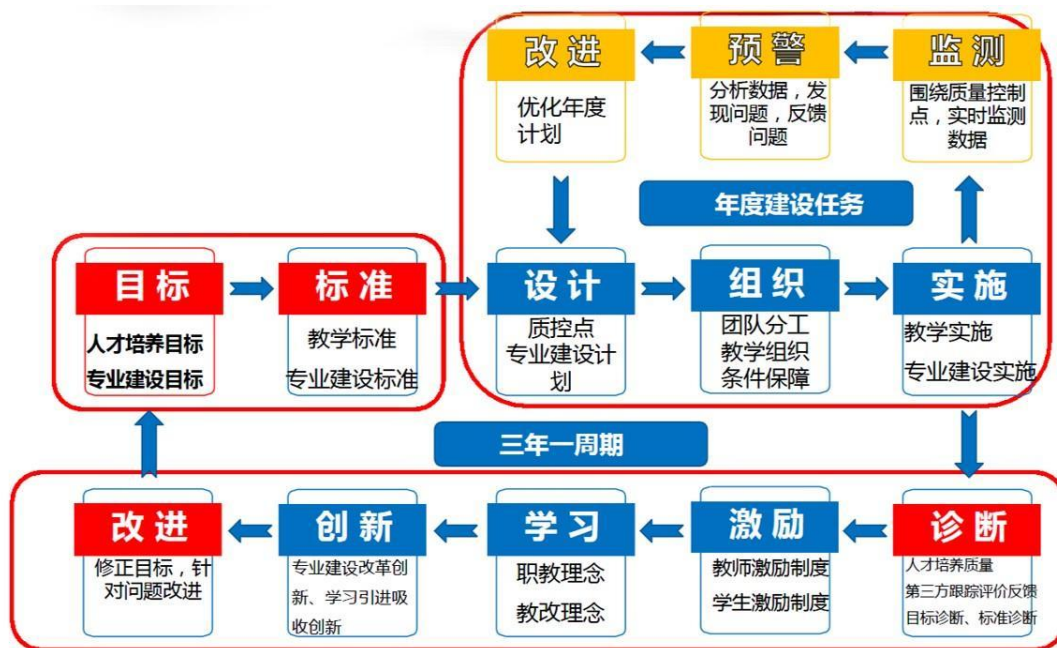 改进
预警
监测
优化年度
计划
分析数据，发
现问题，反馈
问题
围绕质量控制
点，实时监测
数据
年度建设任务
目标
标准
设计
组织
实施
人才培养目标
专业建设目标
教学标准
专业建设标准
质控点
专业建设计
划
团队分工
教学组织
条件保障
教学实施
专业建设实施
三年一周期
改进
创新
学习
激励
诊断
修正目标，针
对问题改进
专业建设改革创
新、学习引进吸
收创新
职教理念
教改理念
教师激励制度
学生激励制度
人才培养质量
第三方跟踪评价反馈
目标诊断、标准诊断